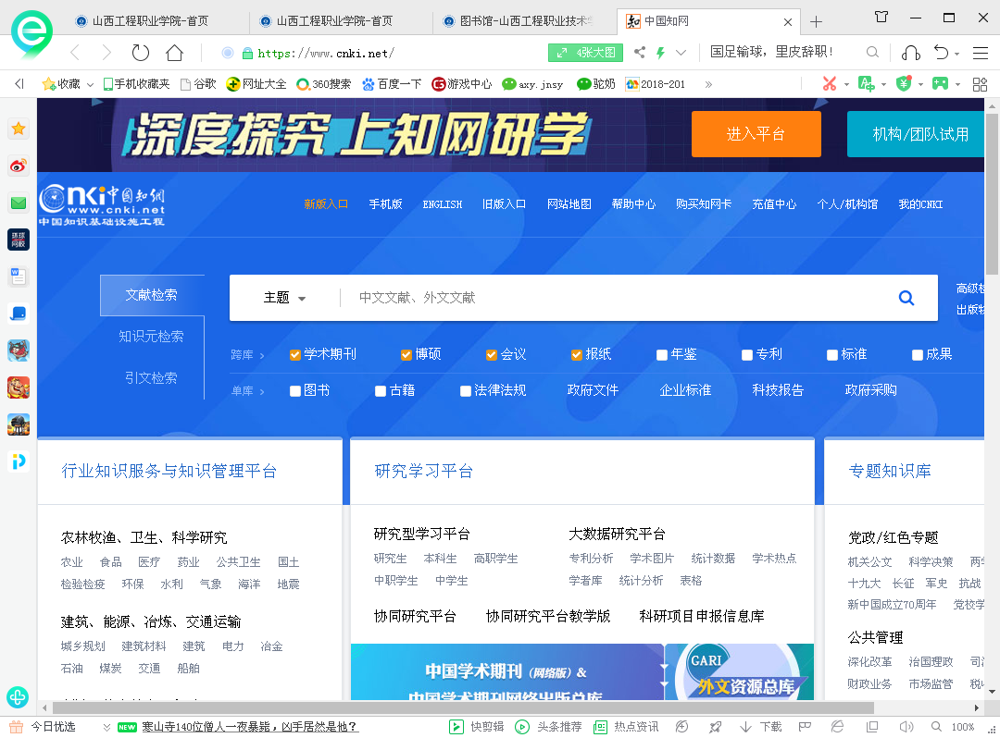 山西工程职业学院-首页 山西工程职业学院-首页 图书馆-山西工程职业技术 中国知网
https://www.cnki.net/ 4张大图 国足输球，里皮辞职！
收藏 手机收藏夹 谷歌 网址大全 360搜索 百度一下 游戏中心 axy.jnsy 驼奶 2018-201
深度探究 上知网研学 进入平台 机构/团队试用
Cnki中国知网
www.cnki.net
中国知识基础设施工程
新版入口 手机版 ENGLISH 旧版入口 网站地图 帮助中心 购买知网卡 充值中心 个人/机构馆 我的CNKI
文献检索 主题 中文文献、外文文献 高级检
出版物
知识元检索
引文检索
跨库 学术期刊 博硕 会议 报纸 年鉴 专利 标准 成果
单库 图书 古籍 法律法规 政府文件 企业标准 科技报告 政府采购
行业知识服务与知识管理平台
农林牧渔、卫生、科学研究
农业 食品 医疗 药业 公共卫生 国土
检验检疫 环保 水利 气象 海洋 地震
建筑、能源、冶炼、交通运输
城乡规划 建筑材料 建筑 电力 冶金
石油 煤炭 交通 船舶
研究学习平台
研究型学习平台
研究生 本科生 高职学生
中职学生 中学生
大数据研究平台
专利分析 学术图片 统计数据 学术热点
学者库 统计分析 表格
协同研究平台 协同研究平台教学版 科研项目申报信息库
中国学术期刊（网络版）&
中国学术期刊网络出版总库
GARI
外文资源总库
专题知识库
党政/红色专题
机关公文 科学决策 两学
十九大 长征 军史 抗战
新中国成立70周年 党校学
公共管理
深化改革 治国理政 司
财政业务 市场监管 税
今日优选 NEW 寒山寺140位僧人一夜暴毙，凶手居然是他？ 快剪辑 头条推荐 热点资讯 下载 100%